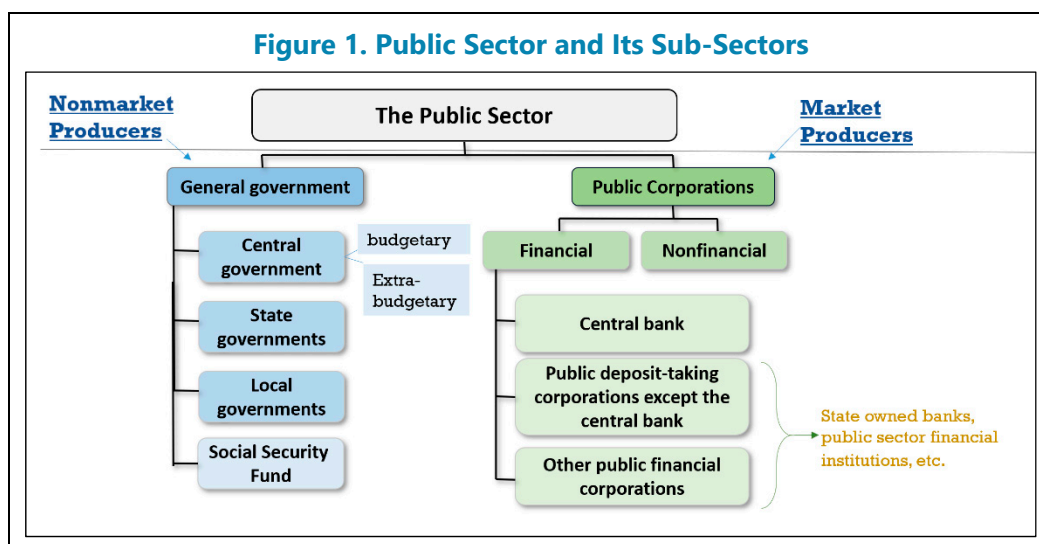 Figure 1. Public Sector and Its Sub-Sectors
Nonmarket
Producers
The Public Sector
Market
Producers
General government
Public Corporations
Central
government
budgetary
Extra-
budgetary
Financial
Nonfinancial
State
governments
Central bank
Local
governments
Public deposit-taking
corporations except the
central bank
State owned banks,
public sector financial
institutions, etc.
Social Security
Fund
Other public financial
corporations